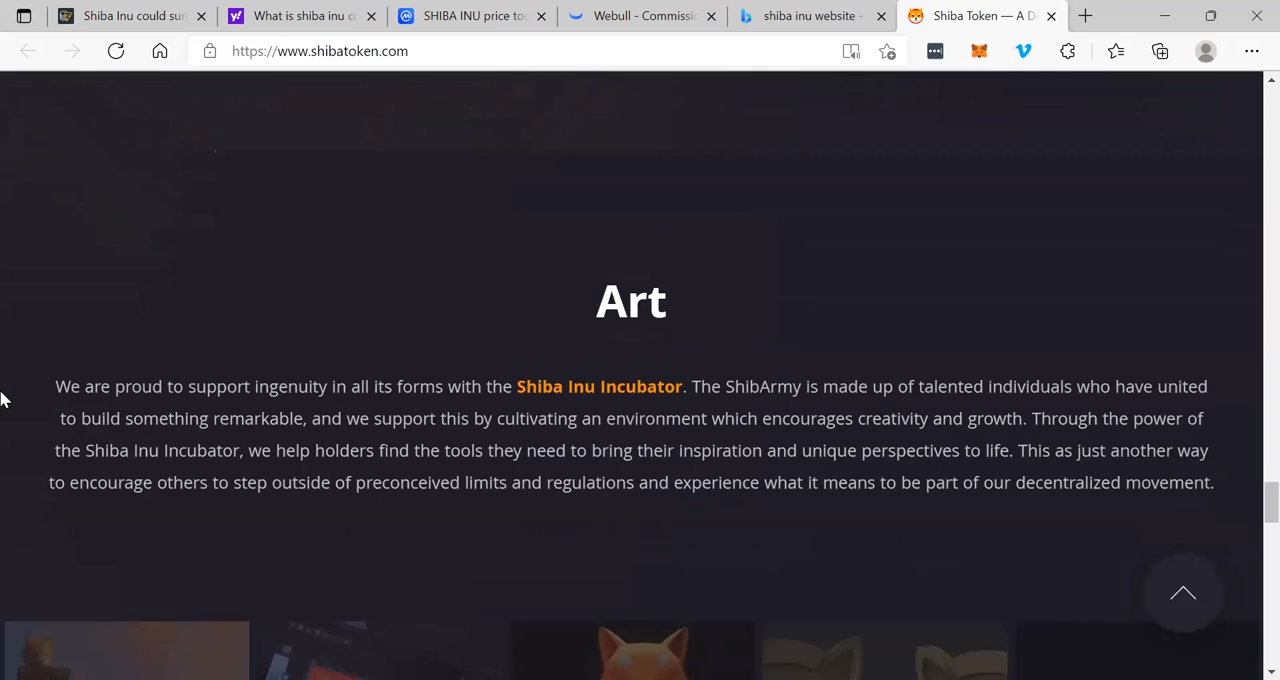 Shiba Inu could sur
What is shiba inu c
SHIBA INU price to
Webull - Commissi
shiba inu website -
Shiba Token — A D
https://www.shibatoken.com
Art
We are proud to support ingenuity in all its forms with the Shiba Inu Incubator. The ShibArmy is made up of talented individuals who have united
to build something remarkable, and we support this by cultivating an environment which encourages creativity and growth. Through the power of
the Shiba Inu Incubator, we help holders find the tools they need to bring their inspiration and unique perspectives to life. This as just another way
to encourage others to step outside of preconceived limits and regulations and experience what it means to be part of our decentralized movement.